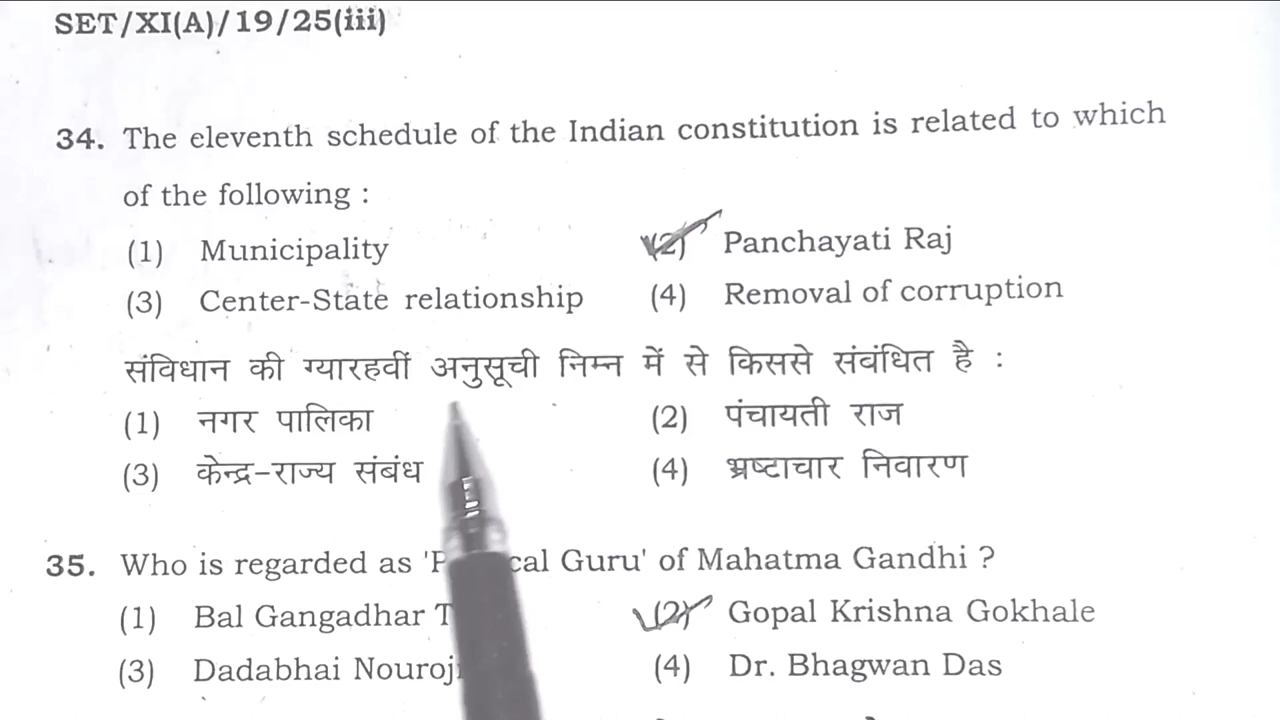 SET/XI(A)/19/25(iii)
34. The eleventh schedule of the Indian constitution is related to which
of the following :
(1) Municipality (2) Panchayati Raj
(3) Center-State relationship (4) Removal of corruption
संविधान की ग्यारहवीं अनुसूची निम्न में से किससे संबंधित है :
(1) नगर पालिका (2) पंचायती राज
(3) केन्द्र-राज्य संबंध (4) भ्रष्टाचार निवारण
35. Who is regarded as Guru' of Mahatma Gandhi ?
(1) Bal Gangadhar (2) Gopal Krishna Gokhale
(3) Dadabhai (4) Dr. Bhagwan Das